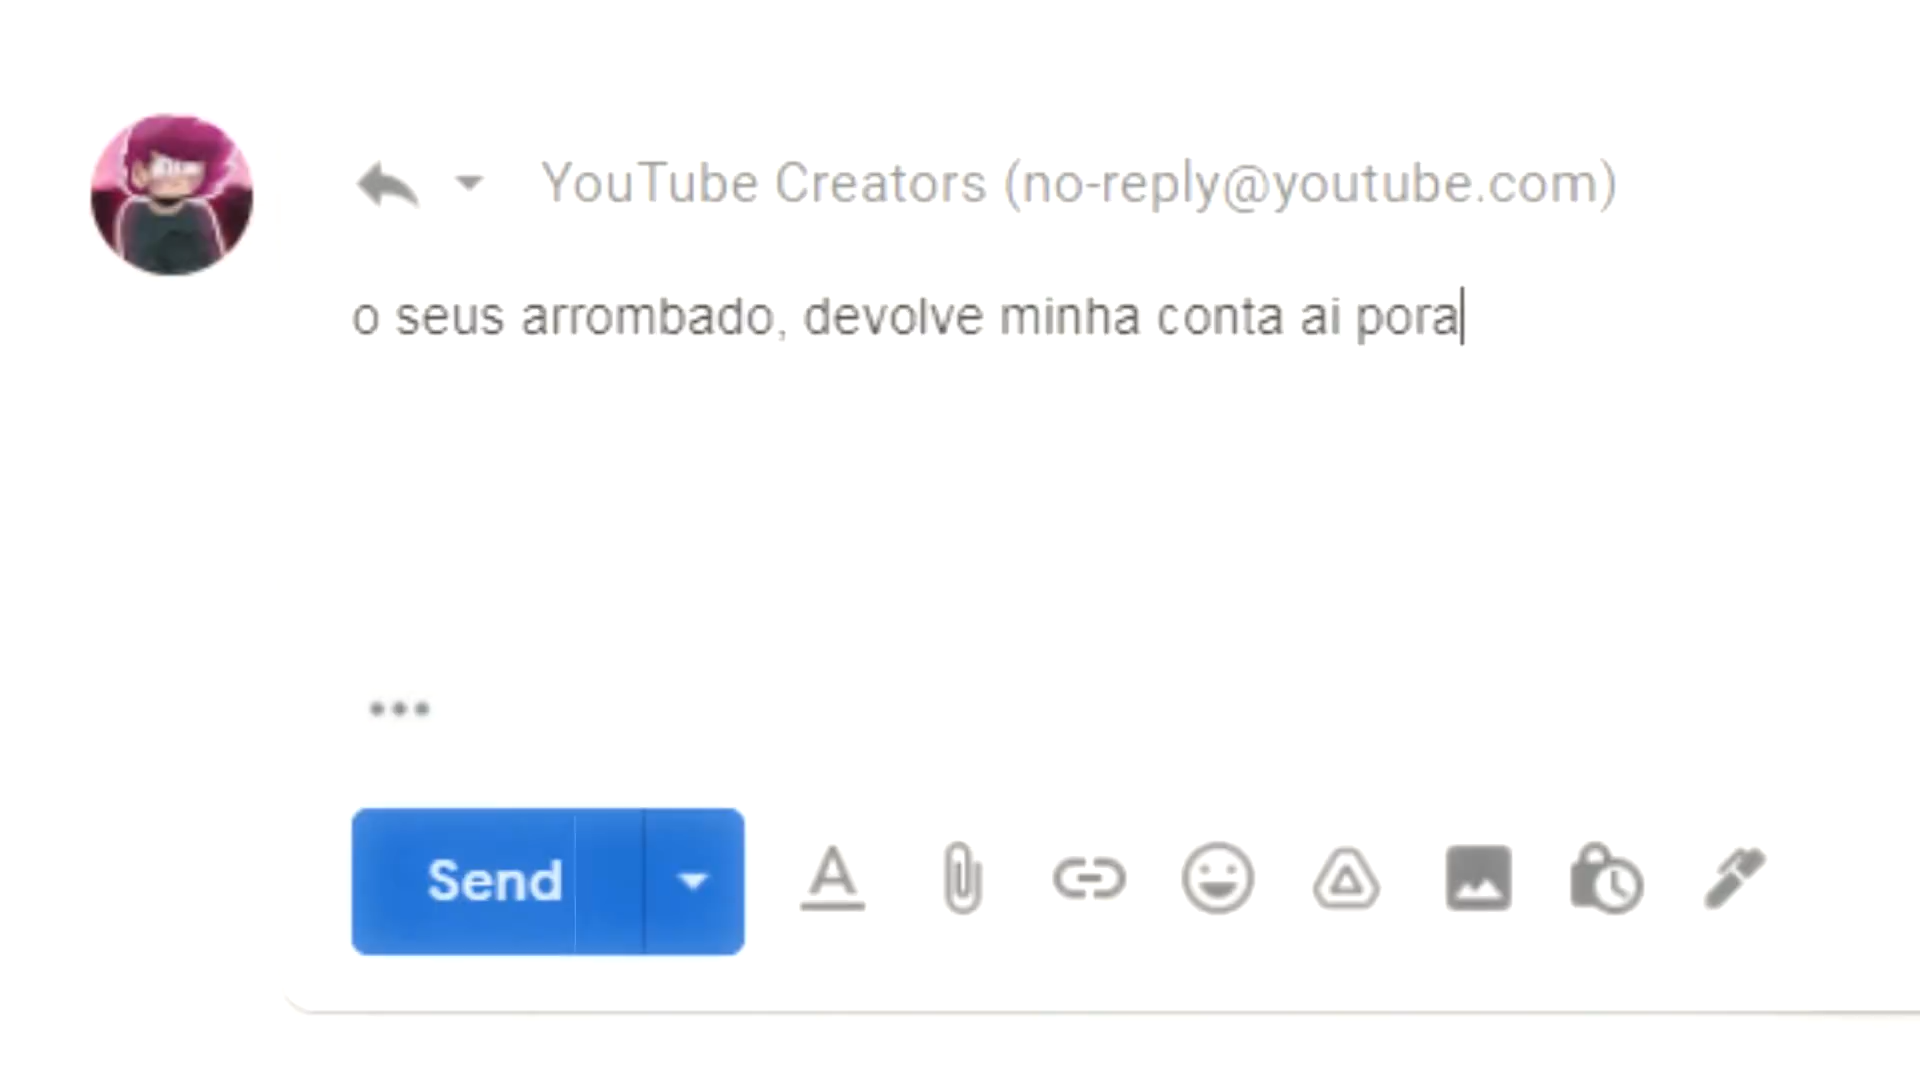 YouTube Creators (no-reply@youtube.com)
o seus arrombado, devolve minha conta ai pora
Send